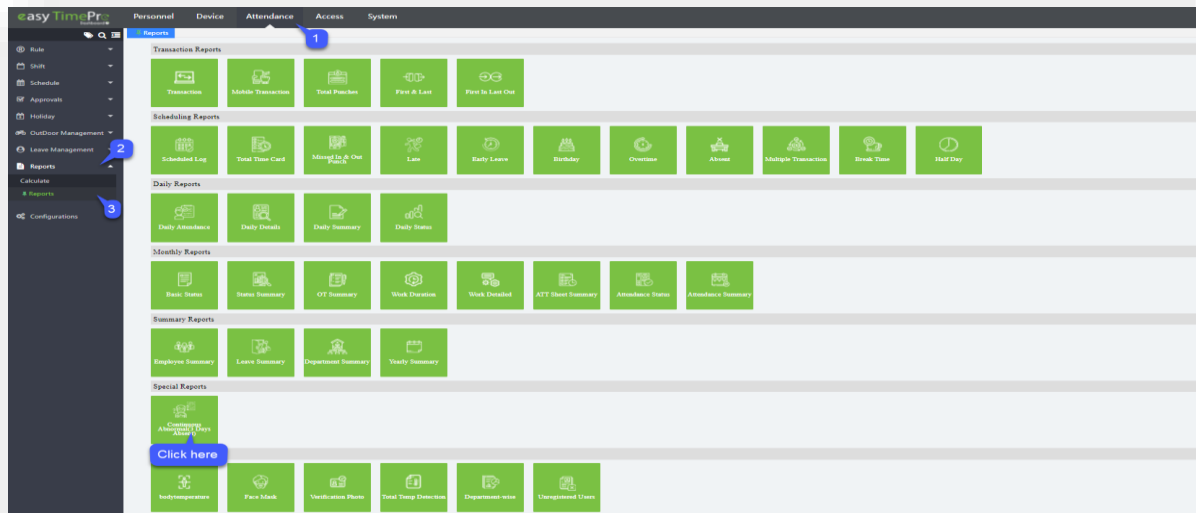 easy TimePro
Dashboard
Personnel Device Attendance Access System
1
Reports
Rule
Shift
Schedule
Approvals
Holiday
OutDoor Management
Leave Management
2
Reports
Calculate
Reports
3
Configurations
Transaction Reports
Transaction
Mobile Transaction
Total Punches
First & Last
First In Last Out
Scheduling Reports
Scheduled Log
Total Time Card
Missed In & Out
Punch
Late
Early Leave
Birthday
Overtime
Absent
Multiple Transaction
Break Time
Half Day
Daily Reports
Daily Attendance
Daily Details
Daily Summary
Daily Status
Monthly Reports
Basic Status
Status Summary
OT Summary
Work Duration
Work Detailed
ATT Sheet Summary
Attendance Status
Attendance Summary
Summary Reports
Employee Summary
Leave Summary
Department Summary
Yearly Summary
Special Reports
Continuous
Days
Click here
bodytemperature
Face Mask
Verification Photo
Total Temp Detection
Department-wise
Unregistered Users